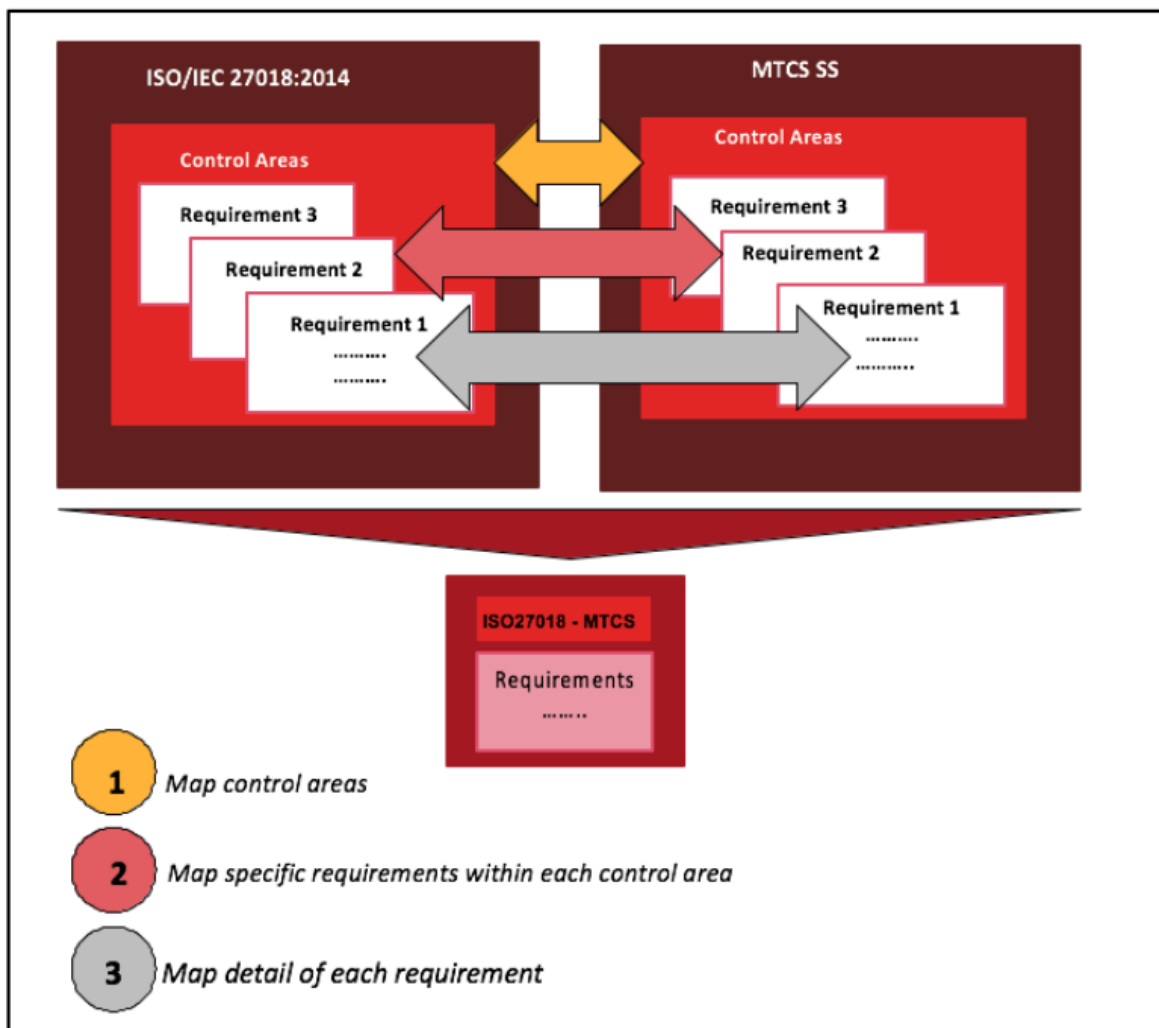 ISO/IEC 27018:2014
Control Areas
Requirement 3
Requirement 2
Requirement 1
……….
……….
MTCS SS
Control Areas
Requirement 3
Requirement 2
Requirement 1
……….
………..
ISO27018 - MTCS
Requirements
……..
1 Map control areas
2 Map specific requirements within each control area
3 Map detail of each requirement